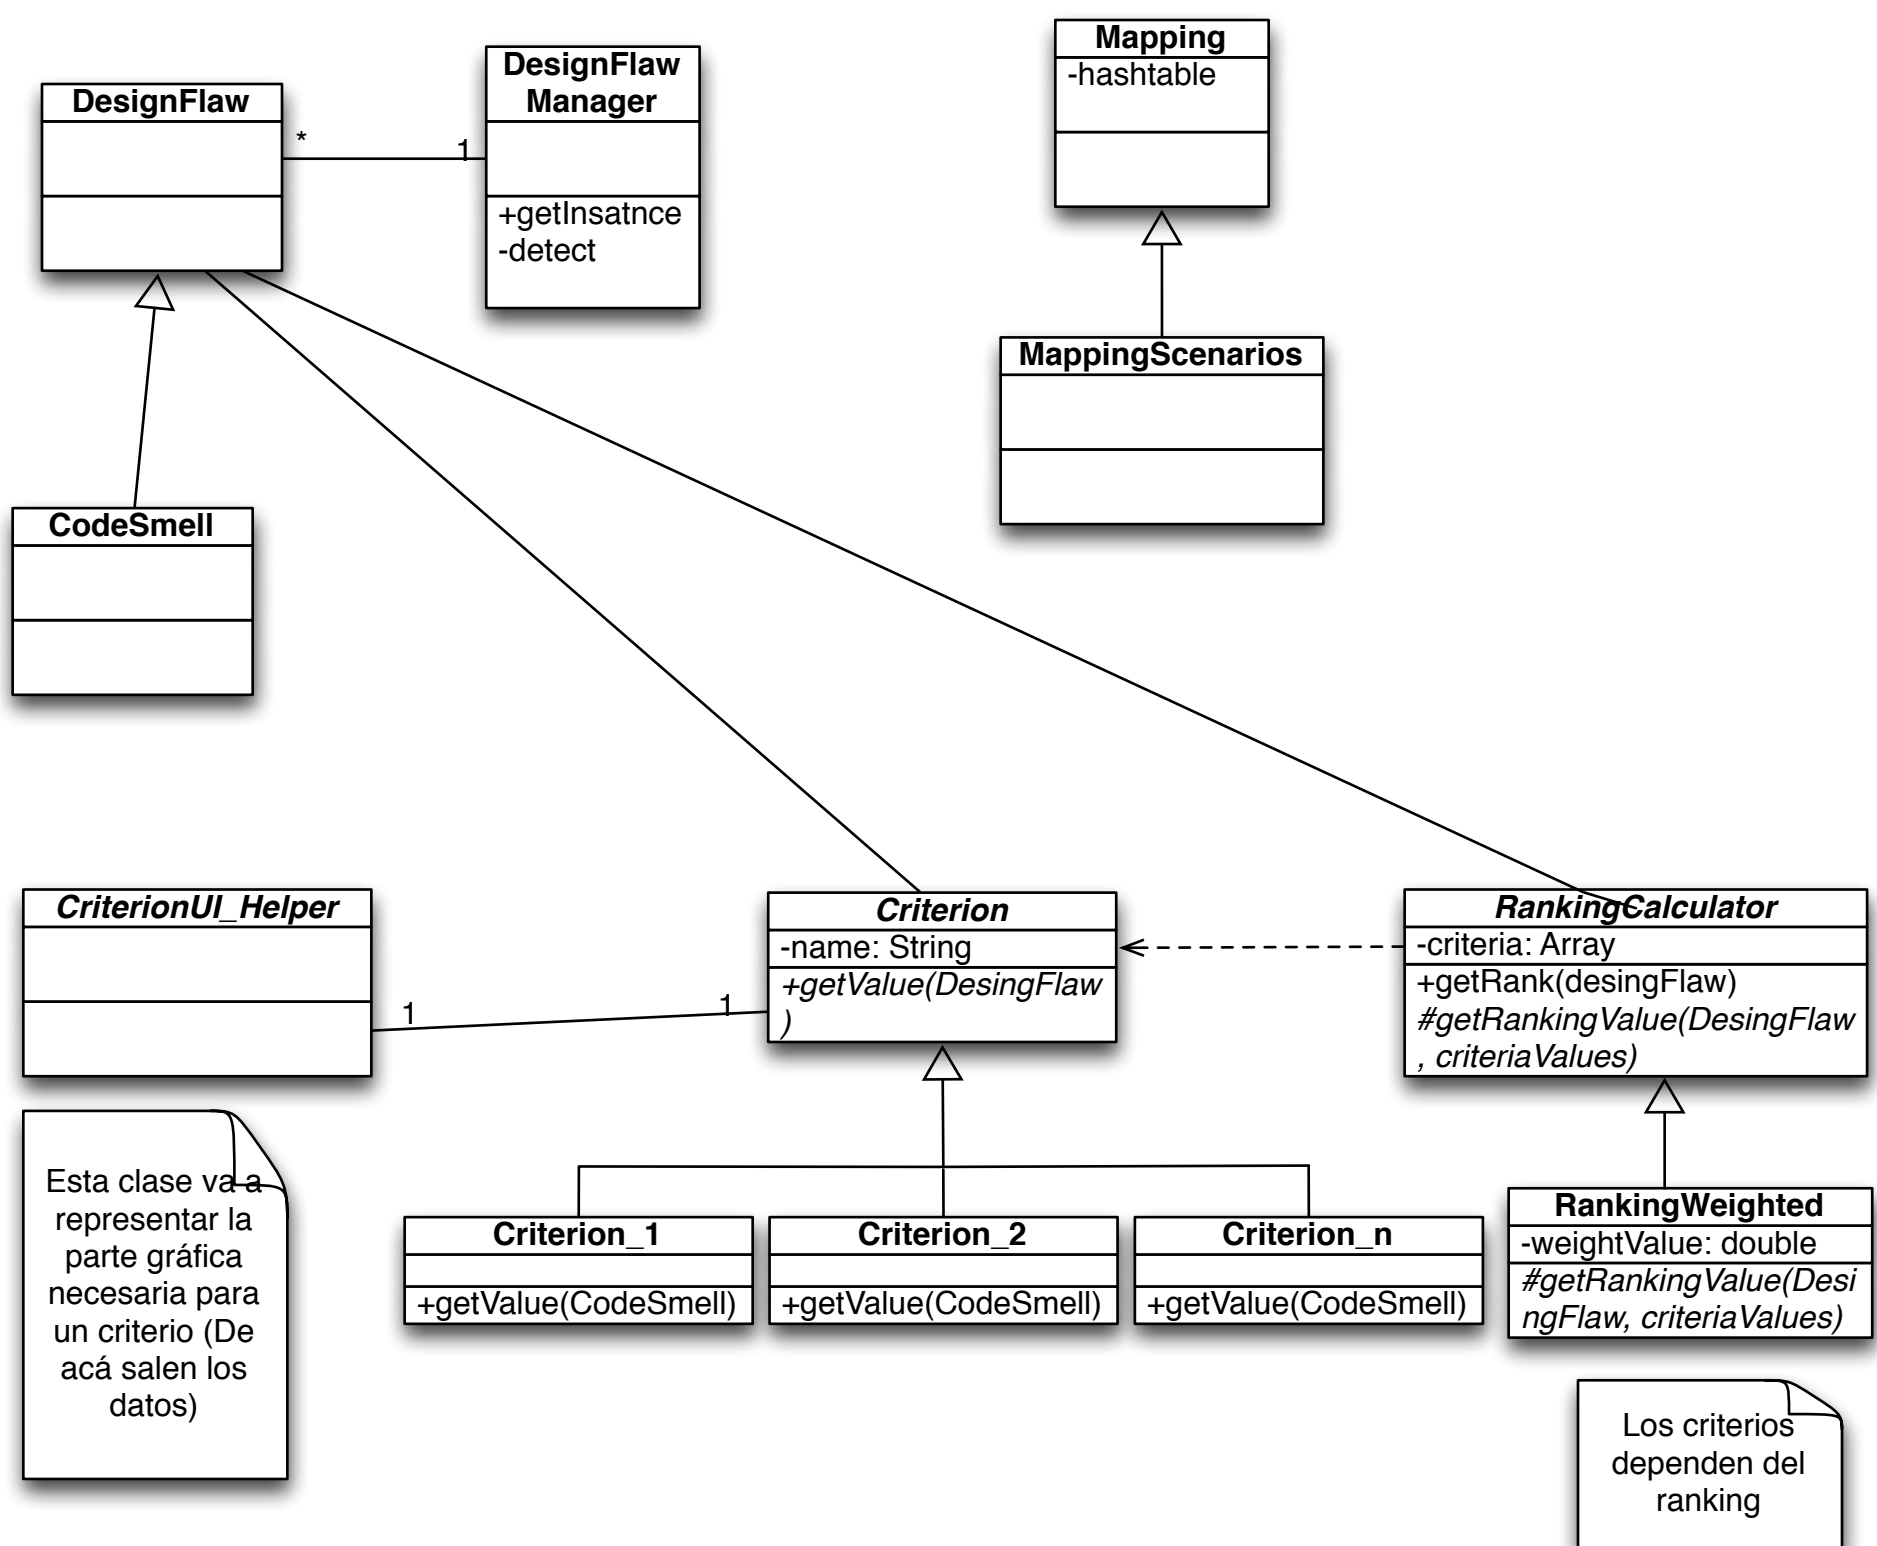 DesignFlaw
*
1
DesignFlaw
Manager
+getInsatnce
-detect
Mapping
-hashtable
MappingScenarios
CodeSmell
CriterionUI_Helper
1
1
Criterion
-name: String
+getValue(DesingFlaw
)
RankingCalculator
-criteria: Array
+getRank(desingFlaw)
#getRankingValue(DesingFlaw
, criteriaValues)
Esta clase va a
representar la
parte gráfica
necesaria para
un criterio (De
acá salen los
datos)
Criterion_1
+getValue(CodeSmell)
Criterion_2
+getValue(CodeSmell)
Criterion_n
+getValue(CodeSmell)
RankingWeighted
-weightValue: double
#getRankingValue(Desi
ngFlaw, criteriaValues)
Los criterios
dependen del
ranking